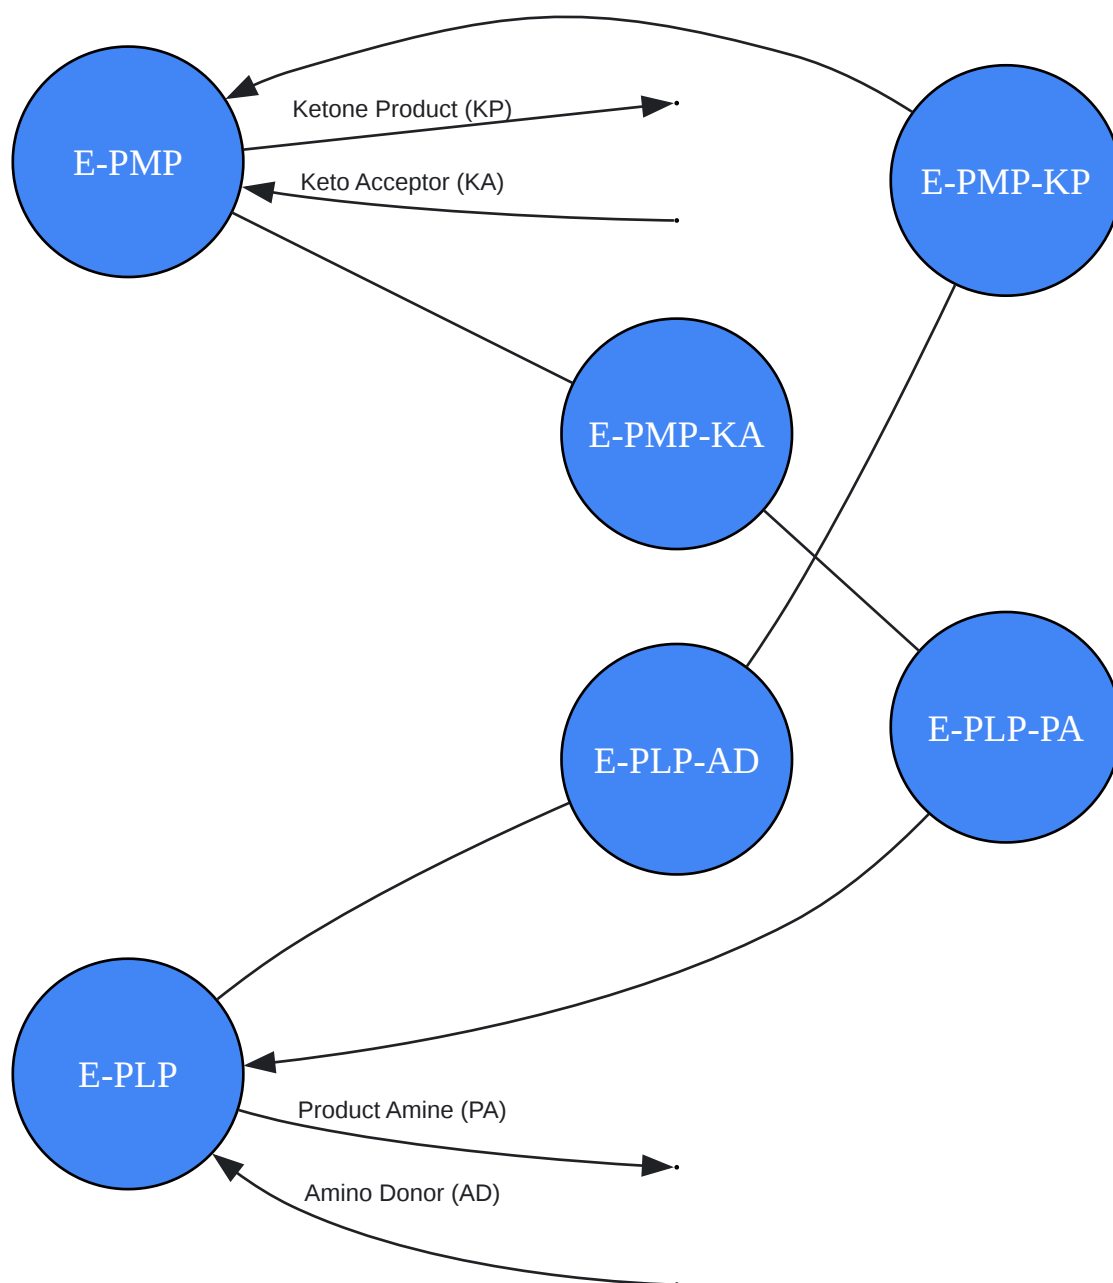 Ketone Product (KP)
E-PMP
E-PMP-KP
Keto Acceptor (KA)
E-PMP-KA
E-PLP-PA
E-PLP-AD
E-PLP
Product Amine (PA)
Amino Donor (AD)